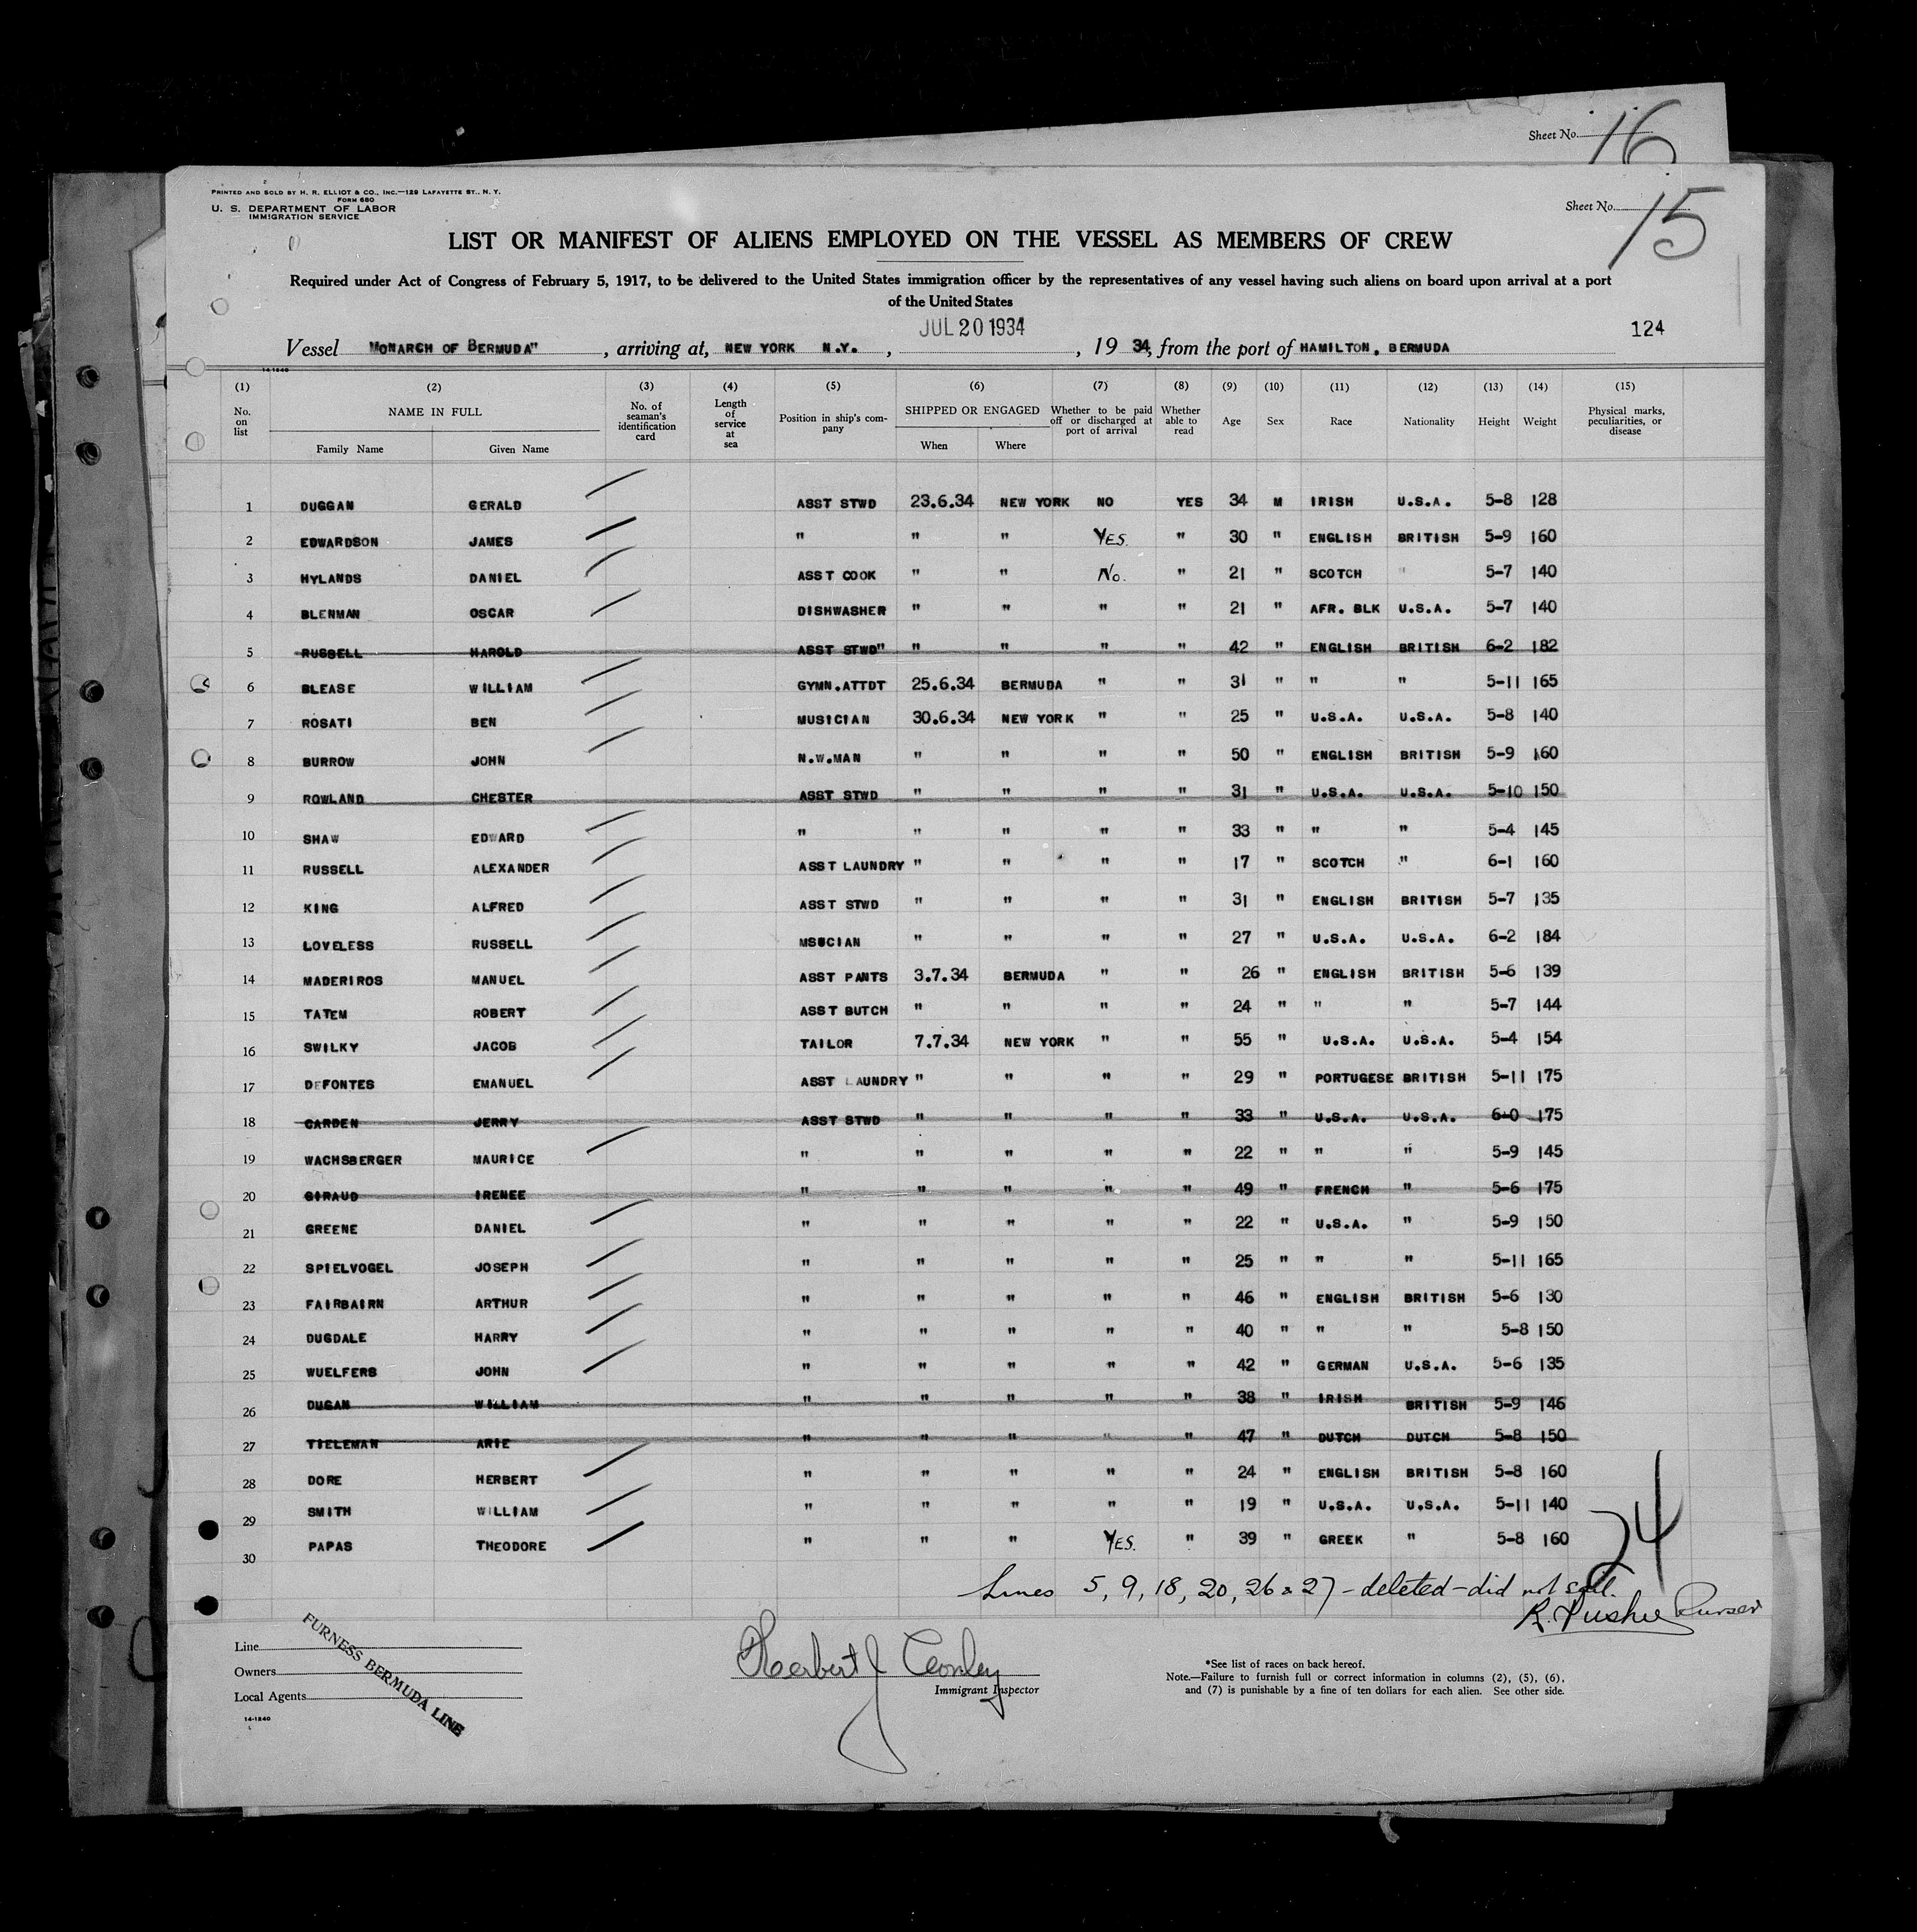 Sheet No. 16
PRINTED AND SOLD BY H. R. ELLIOT & CO., INC.—129 LAFAYETTE ST., N. Y.
FORM 680
U. S. DEPARTMENT OF LABOR
IMMIGRATION SERVICE
Sheet No. 15
LIST OR MANIFEST OF ALIENS EMPLOYED ON THE VESSEL AS MEMBERS OF CREW
Required under Act of Congress of February 5, 1917, to be delivered to the United States immigration officer by the representatives of any vessel having such aliens on board upon arrival at a port
of the United States
JUL 20 1934
124
Vessel MONARCH OF BERMUDA", arriving at, NEW YORK N.Y., , 19 34, from the port of HAMILTON, BERMUDA
14-1240
(1) (2) (3) (4) (5) (6) (7) (8) (9) (10) (11) (12) (13) (14) (15)
No. on list NAME IN FULL Family Name Given Name No. of seaman's identification card Length of service at sea Position in ship's company SHIPPED OR ENGAGED When Where Whether to be paid off or discharged at port of arrival Whether able to read Age Sex Race Nationality Height Weight Physical marks, peculiarities, or disease
1 DUGGAN GERALD ASST STWD 23.6.34 NEW YORK NO YES 34 M IRISH U.S.A. 5-8 128
2 EDWARDSON JAMES " " " YES. " 30 " ENGLISH BRITISH 5-9 160
3 HYLANDS DANIEL ASST COOK " " No. " 21 " SCOTCH " 5-7 140
4 BLENMAN OSCAR DISHWASHER " " " " 21 " AFR. BLK U.S.A. 5-7 140
5 RUSSELL HAROLD ASST STWD" " " " " 42 " ENGLISH BRITISH 6-2 182
6 BLEASE WILLIAM GYMN.ATTDT 25.6.34 BERMUDA " " 31 " " " 5-11 165
7 ROSATI BEN MUSICIAN 30.6.34 NEW YORK " " 25 " U.S.A. U.S.A. 5-8 140
8 BURROW JOHN N.W.MAN " " " " 50 " ENGLISH BRITISH 5-9 160
9 ROWLAND CHESTER ASST STWD " " " " 31 " U.S.A. U.S.A. 5-10 150
10 SHAW EDWARD " " " " " 33 " " " 5-4 145
11 RUSSELL ALEXANDER ASST LAUNDRY " " " " 17 " SCOTCH " 6-1 160
12 KING ALFRED ASST STWD " " " " 31 " ENGLISH BRITISH 5-7 135
13 LOVELESS RUSSELL MSUCIAN " " " " 27 " U.S.A. U.S.A. 6-2 184
14 MADERIROS MANUEL ASST PANTS 3.7.34 BERMUDA " " 26 " ENGLISH BRITISH 5-6 139
15 TATEM ROBERT ASST BUTCH " " " " 24 " " " 5-7 144
16 SWILKY JACOB TAILOR 7.7.34 NEW YORK " " 55 " U.S.A. U.S.A. 5-4 154
17 DEFONTES EMANUEL ASST LAUNDRY " " " " 29 " PORTUGESE BRITISH 5-11 175
18 CARDEN JERRY ASST STWD " " " " 33 " U.S.A. U.S.A. 6-0 175
19 WACHSBERGER MAURICE " " " " " 22 " " " 5-9 145
20 GIRAUD IRENEE " " " " " 49 " FRENCH " 5-6 175
21 GREENE DANIEL " " " " " 22 " U.S.A. " 5-9 150
22 SPIELVOGEL JOSEPH " " " " " 25 " " " 5-11 165
23 FAIRBAIRN ARTHUR " " " " " 46 " ENGLISH BRITISH 5-6 130
24 DUGDALE HARRY " " " " " 40 " " " 5-8 150
25 WUELFERS JOHN " " " " " 42 " GERMAN U.S.A. 5-6 135
26 DUGAN WILLIAM " " " " " 38 " IRISH BRITISH 5-9 146
27 TIELEMAN ARIE " " " " " 47 " DUTCH DUTCH 5-8 150
28 DORE HERBERT " " " " " 24 " ENGLISH BRITISH 5-8 160
29 SMITH WILLIAM " " " " " 19 " U.S.A. U.S.A. 5-11 140
30 PAPAS THEODORE " " " YES. " 39 " GREEK " 5-8 160
24
Lines 5, 9, 18, 20, 26 & 27 - deleted - did not sail.
R. Purser
Line
Owners
Local Agents
FURNESS BERMUDA LINE
14-1240
Herbert J Conley
Immigrant Inspector
*See list of races on back hereof.
Note.—Failure to furnish full or correct information in columns (2), (5), (6),
and (7) is punishable by a fine of ten dollars for each alien. See other side.